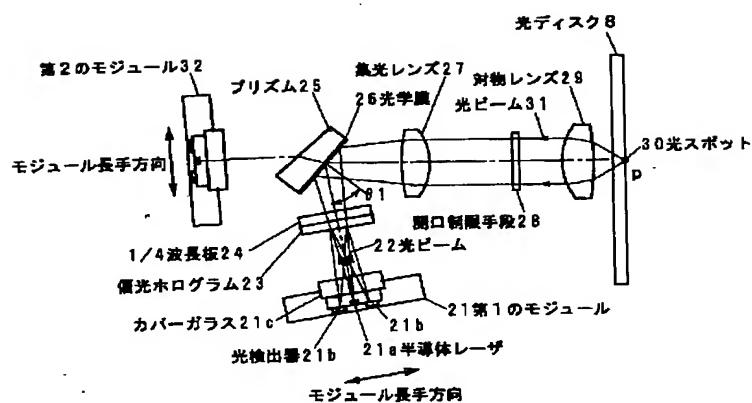 光ディスク8
第2のモジュール32
プリズム25
集光レンズ27
対物レンズ29
26光学膜
光ビーム31
モジュール長手方向
30光スポット
p
θ1
開口制限手段28
1/4波長板24
22光ビーム
偏光ホログラム23
カバーガラス21c
21b
21第1のモジュール
光検出器21b
21a半導体レーザ
モジュール長手方向